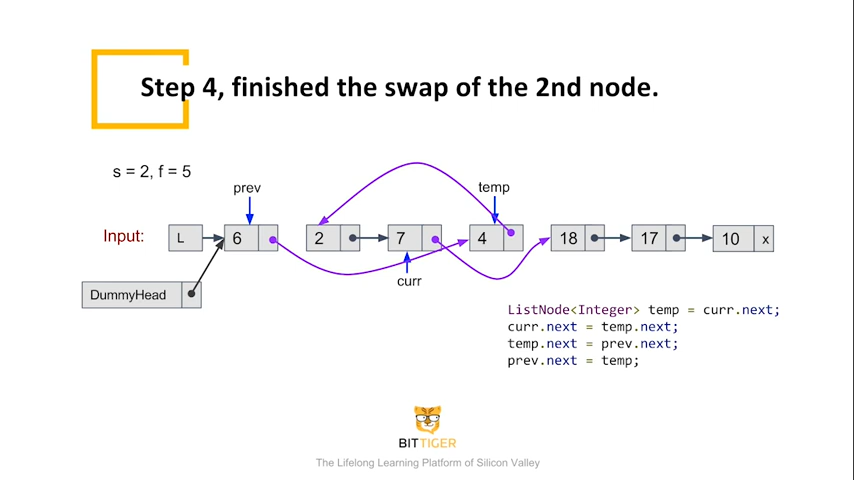 Step 4, finished the swap of the 2nd node.
s = 2, f = 5
prev
temp
Input:
L
6
2
7
4
18
17
10
x
curr
DummyHead
ListNode<Integer> temp = curr.next;
curr.next = temp.next;
temp.next = prev.next;
prev.next = temp;
BITTIGER
The Lifelong Learning Platform of Silicon Valley